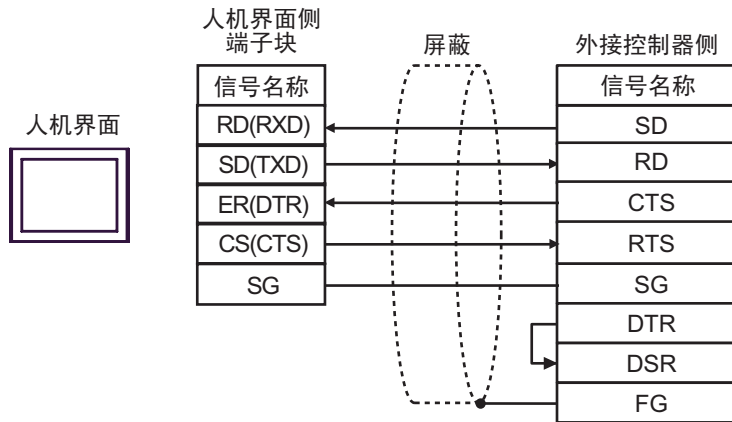 人机界面侧
端子块
屏蔽
外接控制器侧
人机界面
信号名称
RD(RXD)
SD(TXD)
ER(DTR)
CS(CTS)
SG
信号名称
SD
RD
CTS
RTS
SG
DTR
DSR
FG